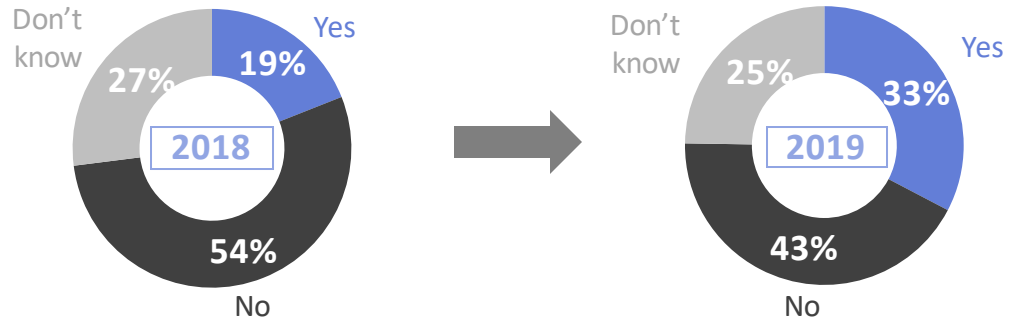 Don't
know
Yes
27%
19%
2018
54%
No
Don't
know
Yes
25%
33%
2019
43%
No